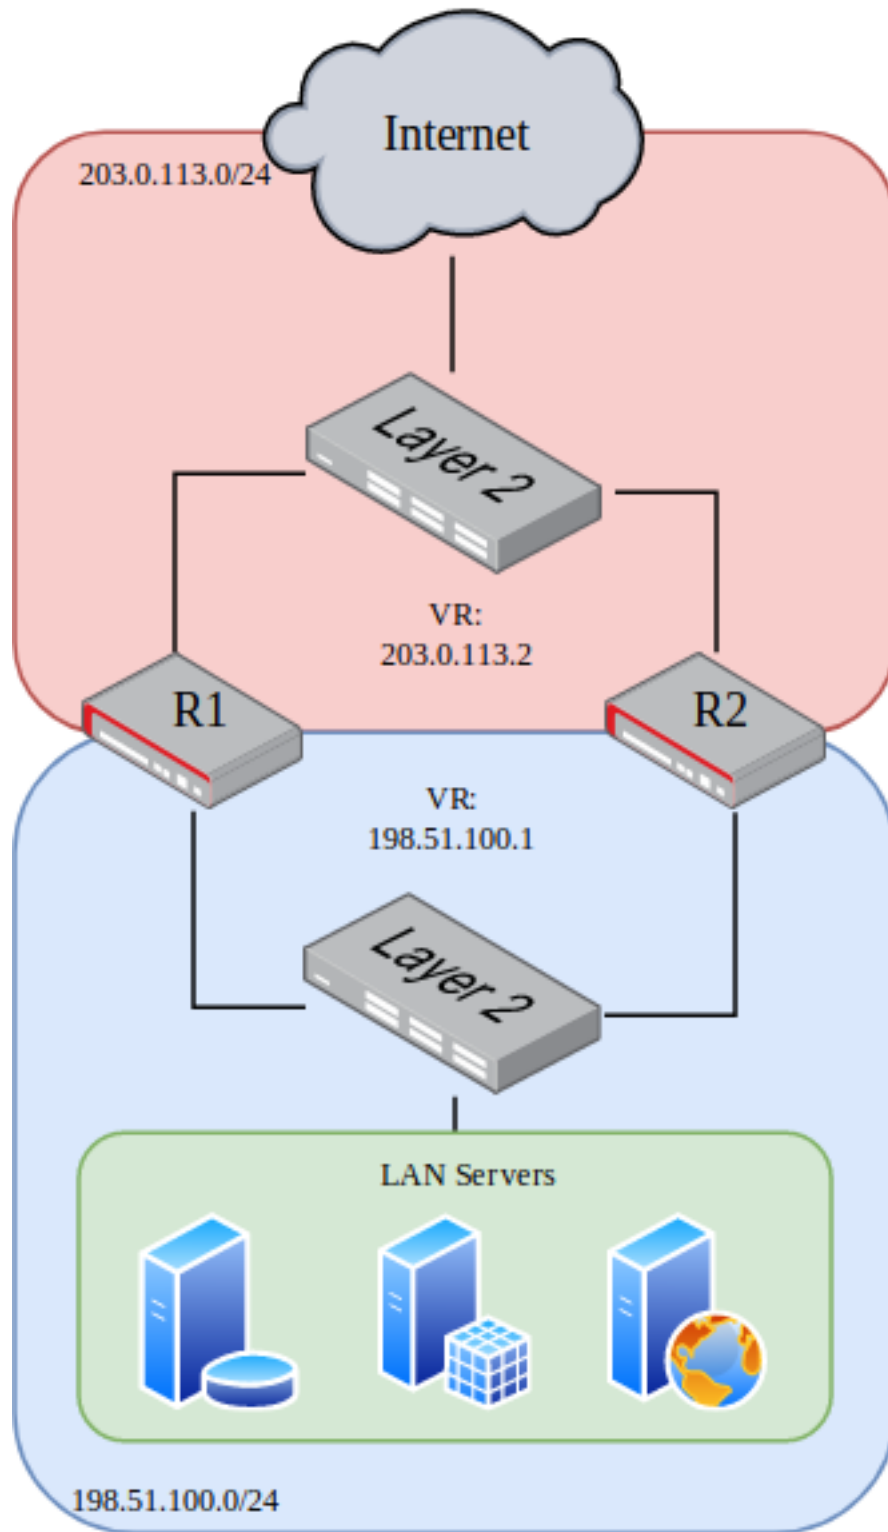 Internet
203.0.113.0/24
Layer 2
VR:
203.0.113.2
R1
R2
VR:
198.51.100.1
Layer 2
LAN Servers
198.51.100.0/24